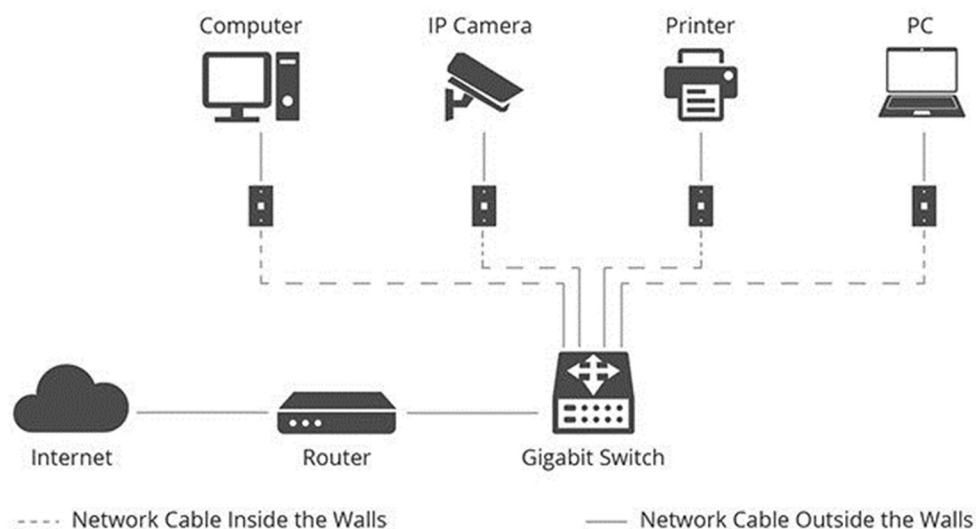 Computer
IP Camera
Printer
PC
Internet
Router
Gigabit Switch
Network Cable Inside the Walls
Network Cable Outside the Walls